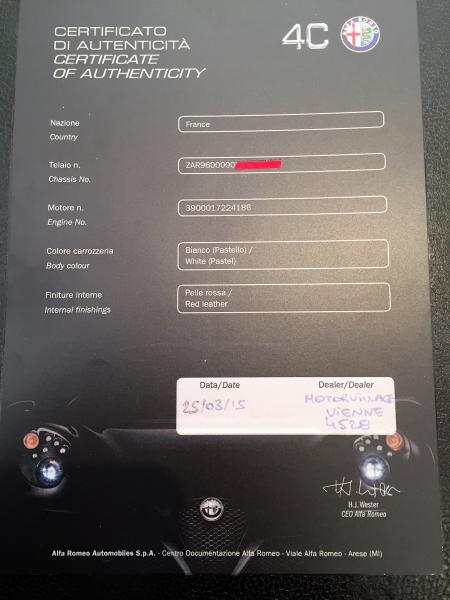 CERTIFICATO
DI AUTENTICITÀ
CERTIFICATE
OF AUTHENTICITY
4C
ALFA ROMEO
Nazione
Country
France
Telaio n.
Chassis No.
ZAR9600000
Motore n.
Engine No.
3900017224186
Colore carrozzeria
Body colour
Bianco (Pastello) /
White (Pastel)
Finiture interne
Internal finishings
Pelle rossa /
Red leather
Data/Date
Dealer/Dealer
25/03/15
MOTORVILLAGE
VIENNE
4528
H.J. Wester
CEO Alfa Romeo
Alfa Romeo Automobiles S.p.A. - Centro Documentazione Alfa Romeo - Viale Alfa Romeo - Arese (MI)